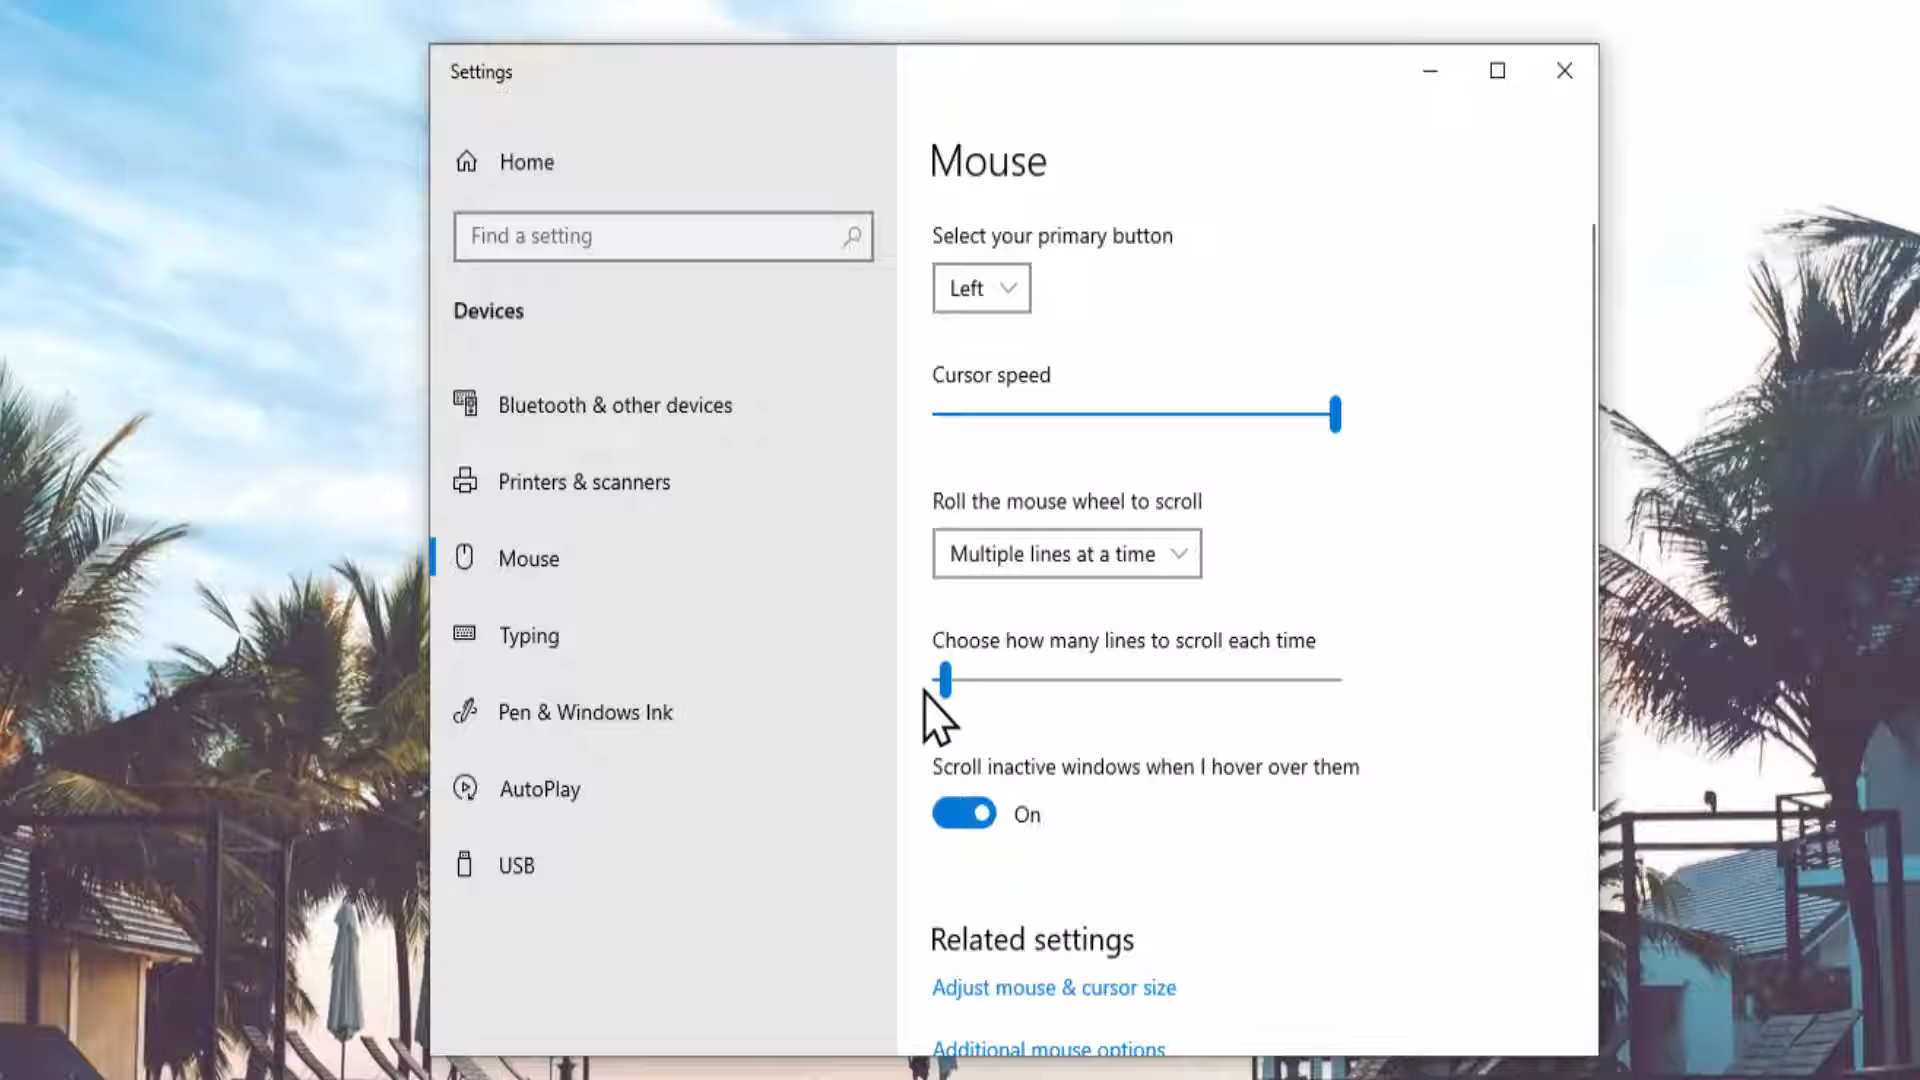 Settings
Home
Find a setting
Devices
Bluetooth & other devices
Printers & scanners
Mouse
Typing
Pen & Windows Ink
AutoPlay
USB
Mouse
Select your primary button
Left
Cursor speed
Roll the mouse wheel to scroll
Multiple lines at a time
Choose how many lines to scroll each time
Scroll inactive windows when I hover over them
On
Related settings
Adjust mouse & cursor size
Additional mouse options